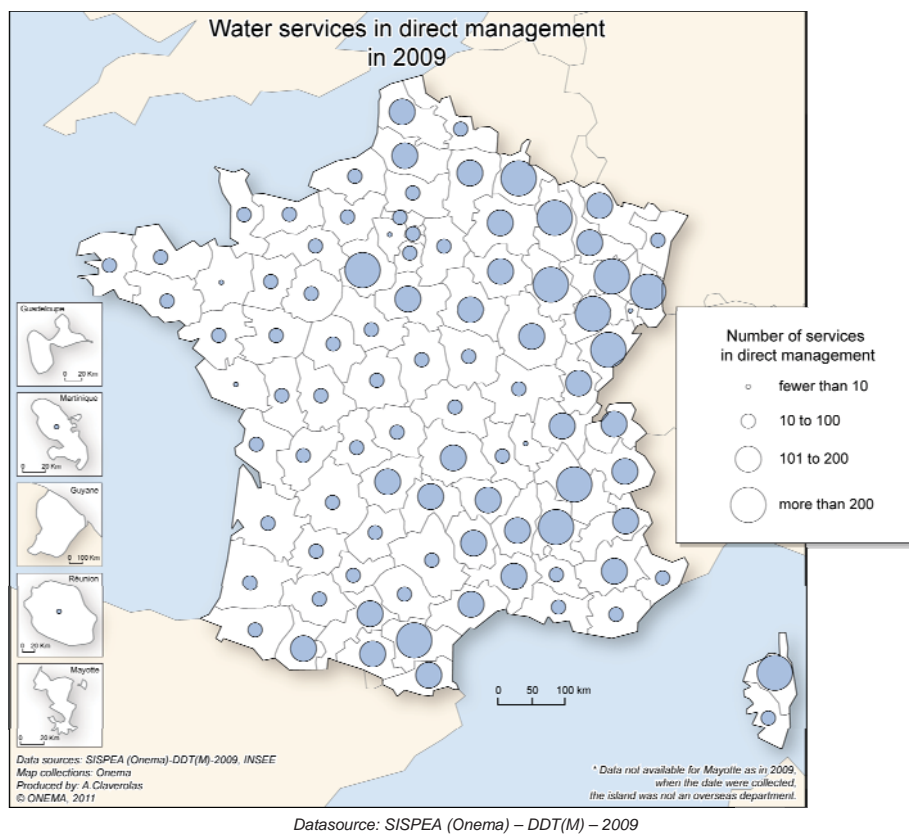 Water services in direct management
in 2009
Guadeloupe
0 20 Km
Martinique
0 20 Km
Guyane
0 100 Km
Réunion
0 20 Km
Mayotte
0 20 Km
Number of services
in direct management
fewer than 10
10 to 100
101 to 200
more than 200
0 50 100 km
Data sources: SISPEA (Onema)-DDT(M)-2009, INSEE
Map collections: Onema
Produced by: A.Claverolas
© ONEMA, 2011
* Data not available for Mayotte as in 2009,
when the date were collected,
the island was not an overseas department.
Datasource: SISPEA (Onema) – DDT(M) – 2009